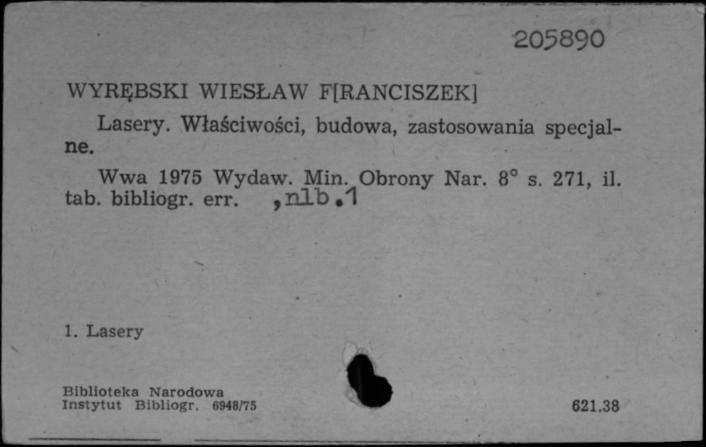 205890
WYRĘBSKI WIESŁAW F[RANCISZEK]
Lasery. Właściwości, budowa, zastosowania specjal-
ne.
Wwa 1975 Wydaw. Min. Obrony Nar. 8° s. 271, il.
tab. bibliogr. err. ,nlb.1
1. Lasery
Biblioteka Narodowa
Instytut Bibliogr. 6948/75 621.38